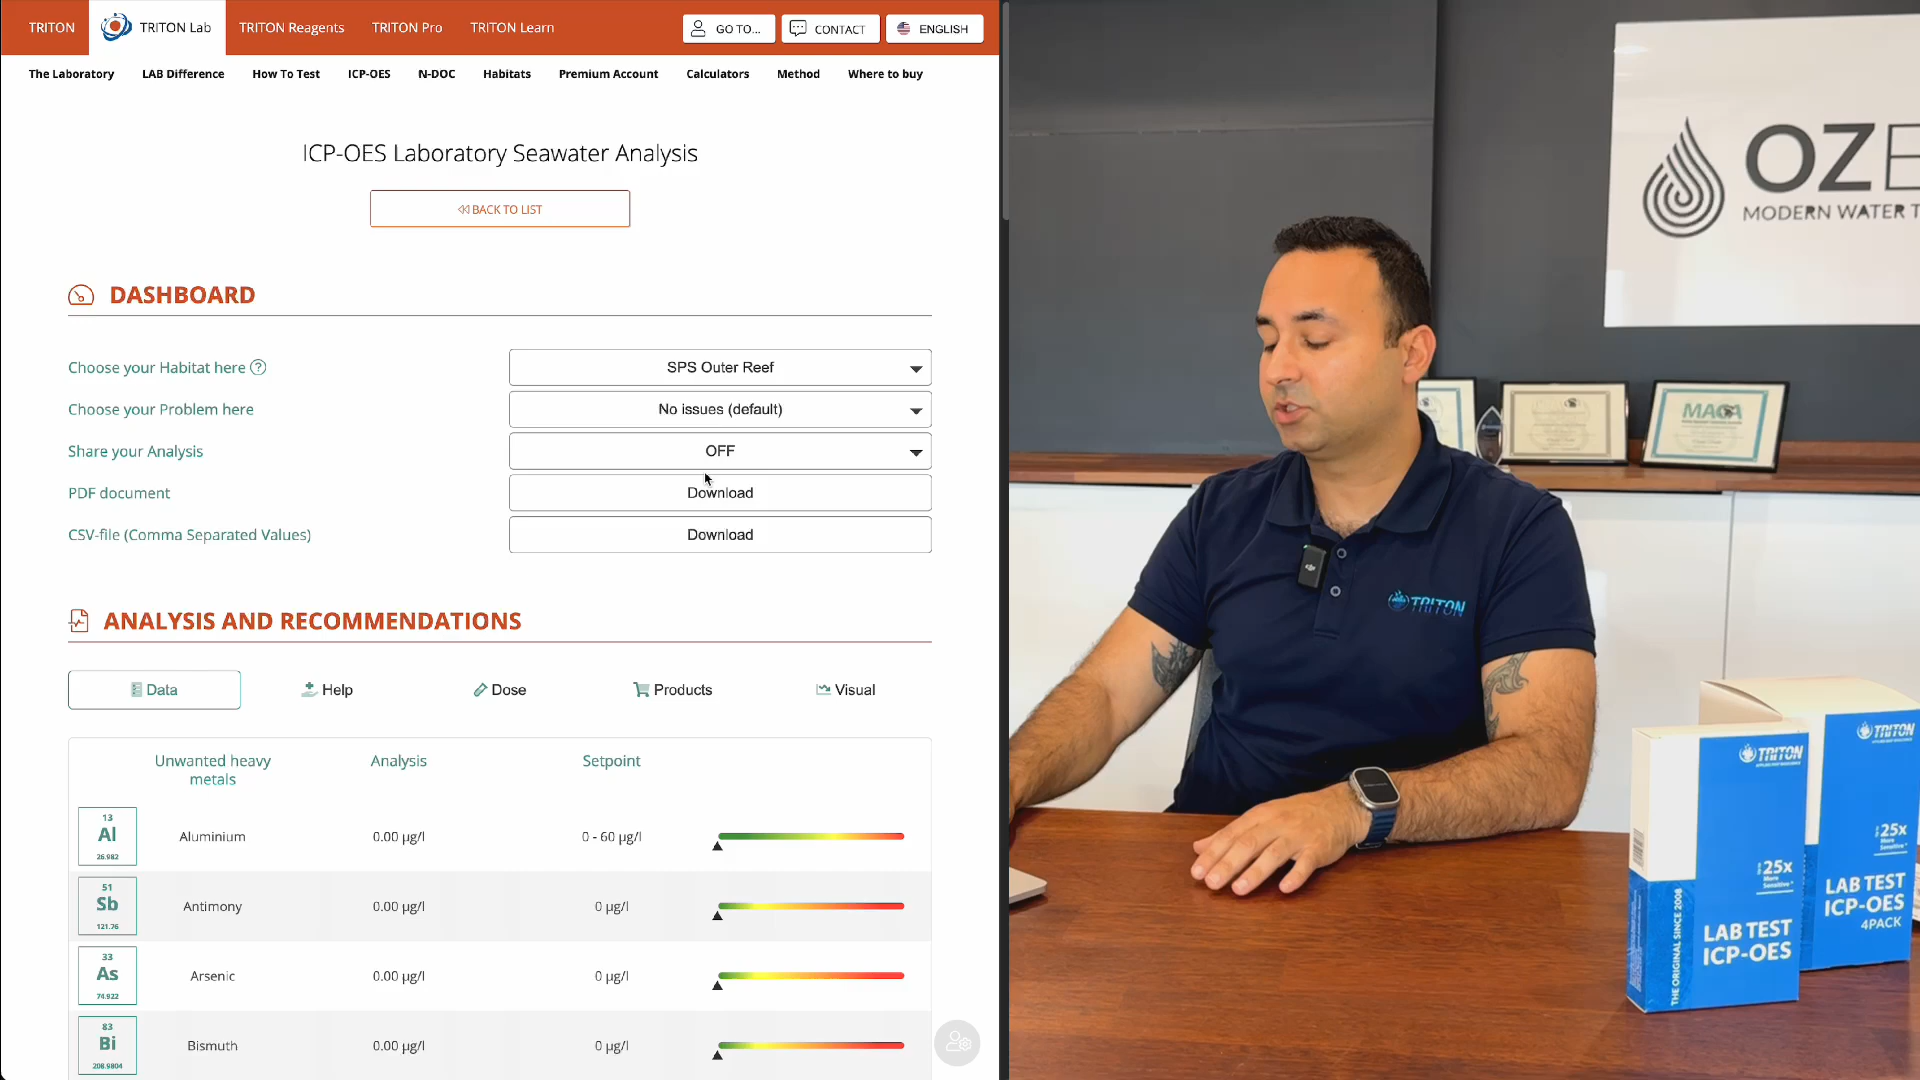 TRITON
TRITON Lab
TRITON Reagents
TRITON Pro
TRITON Learn
GO TO...
CONTACT
ENGLISH
The Laboratory
LAB Difference
How To Test
ICP-OES
N-DOC
Habitats
Premium Account
Calculators
Method
Where to buy
ICP-OES Laboratory Seawater Analysis
BACK TO LIST
DASHBOARD
Choose your Habitat here ?
SPS Outer Reef
Choose your Problem here
No issues (default)
Share your Analysis
OFF
PDF document
Download
CSV-file (Comma Separated Values)
Download
ANALYSIS AND RECOMMENDATIONS
Data
Help
Dose
Products
Visual
Unwanted heavy
metals
Analysis
Setpoint
13
Al
26.982
Aluminium
0.00 µg/l
0 - 60 µg/l
51
Sb
121.76
Antimony
0.00 µg/l
0 µg/l
33
As
74.922
Arsenic
0.00 µg/l
0 µg/l
83
Bi
208.9804
Bismuth
0.00 µg/l
0 µg/l
MODERN WATER T
MACA
TRITON
TRITON
25x
More
Sensitive*
LAB TEST
ICP-OES
THE ORIGINAL SINCE 2008
TRITON
25x
More
Sensitive*
LAB TEST
ICP-OES
4PACK